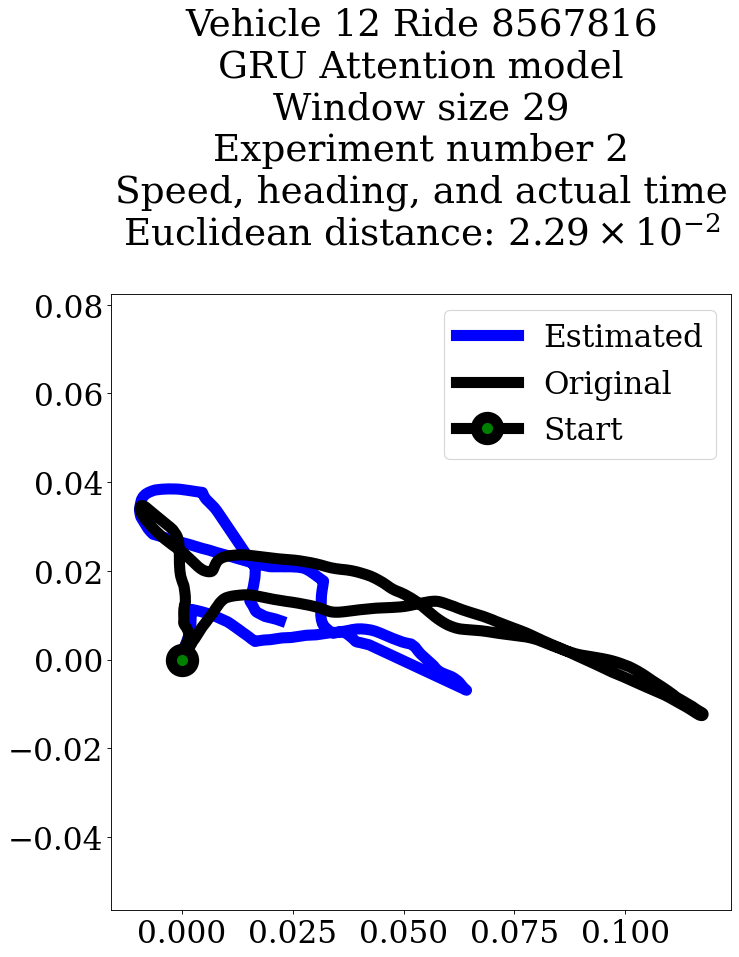 Vehicle 12 Ride 8567816
GRU Attention model
Window size 29
Experiment number 2
Speed, heading, and actual time
Euclidean distance: 2.29 × 10⁻²
Estimated
Original
Start
0.08
0.06
0.04
0.02
0.00
−0.02
−0.04
0.000 0.025 0.050 0.075 0.100